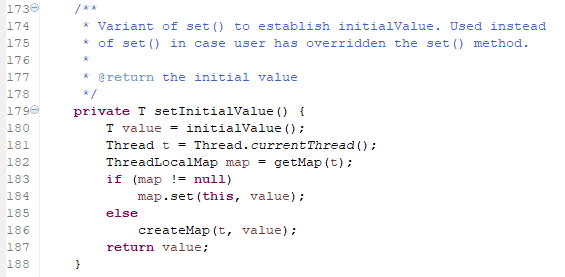 173 /**
174  * Variant of set() to establish initialValue. Used instead
175  * of set() in case user has overridden the set() method.
176  *
177  * @return the initial value
178  */
179 private T setInitialValue() {
180     T value = initialValue();
181     Thread t = Thread.currentThread();
182     ThreadLocalMap map = getMap(t);
183     if (map != null)
184         map.set(this, value);
185     else
186         createMap(t, value);
187     return value;
188 }